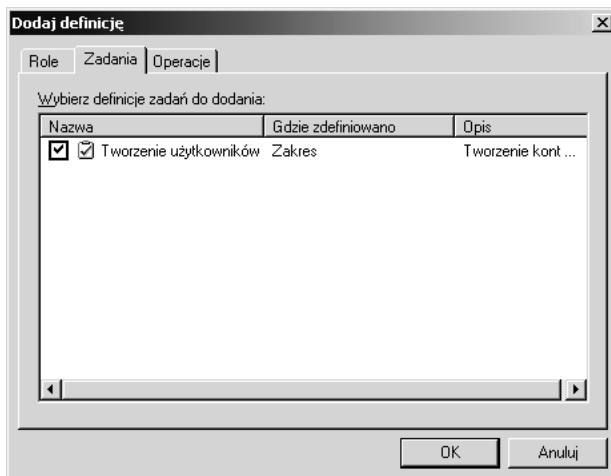 Dodaj definicję
Role Zadania Operacje
Wybierz definicje zadań do dodania:
Nazwa Gdzie zdefiniowano Opis
Tworzenie użytkowników Zakres Tworzenie kont ...
OK Anuluj